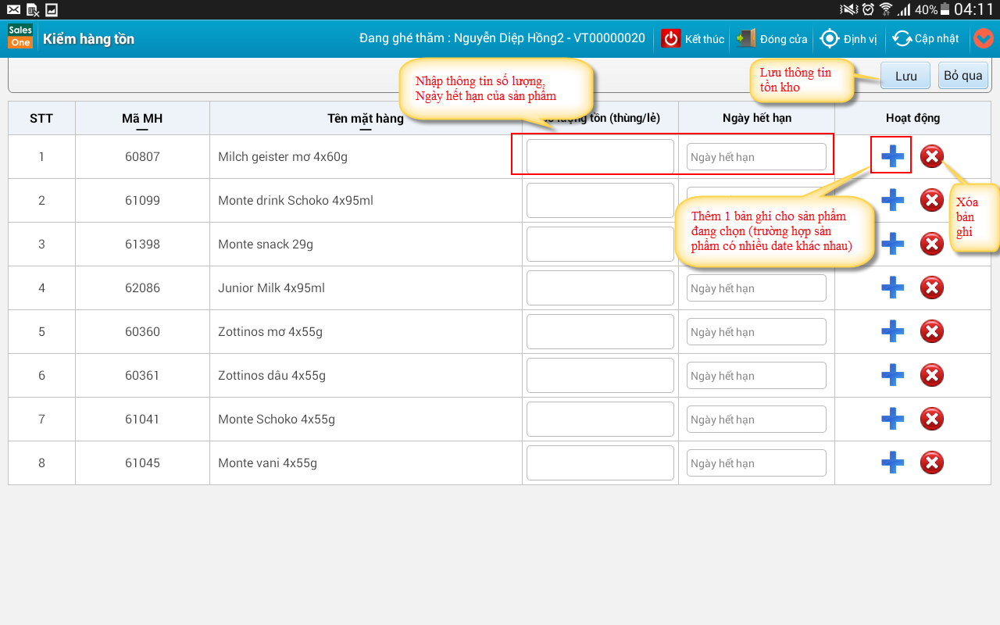 40% 04:11
Sales One Kiểm hàng tồn Đang ghé thăm : Nguyễn Diệp Hồng2 - VT00000020 Kết thúc Đóng cửa Định vị Cập nhật
Nhập thông tin số lượng,
Ngày hết hạn của sản phẩm
Lưu thông tin
tồn kho
Lưu Bỏ qua
STT Mã MH Tên mặt hàng lượng tồn (thùng/lẻ) Ngày hết hạn Hoạt động
1 60807 Milch geister mơ 4x60g Ngày hết hạn
2 61099 Monte drink Schoko 4x95ml
3 61398 Monte snack 29g
Thêm 1 bản ghi cho sản phẩm
đang chọn (trường hợp sản
phẩm có nhiều date khác nhau)
Xóa
bản
ghi
4 62086 Junior Milk 4x95ml Ngày hết hạn
5 60360 Zottinos mơ 4x55g Ngày hết hạn
6 60361 Zottinos dâu 4x55g Ngày hết hạn
7 61041 Monte Schoko 4x55g Ngày hết hạn
8 61045 Monte vani 4x55g Ngày hết hạn